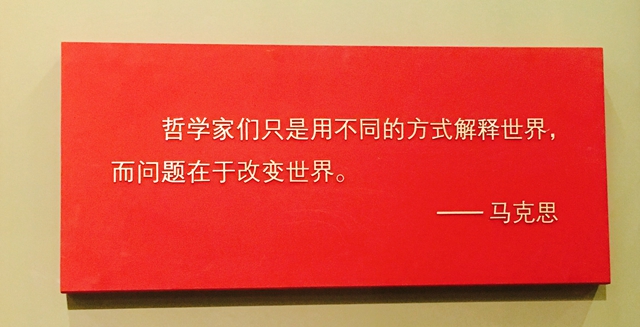 哲学家们只是用不同的方式解释世界，
而问题在于改变世界。
——马克思